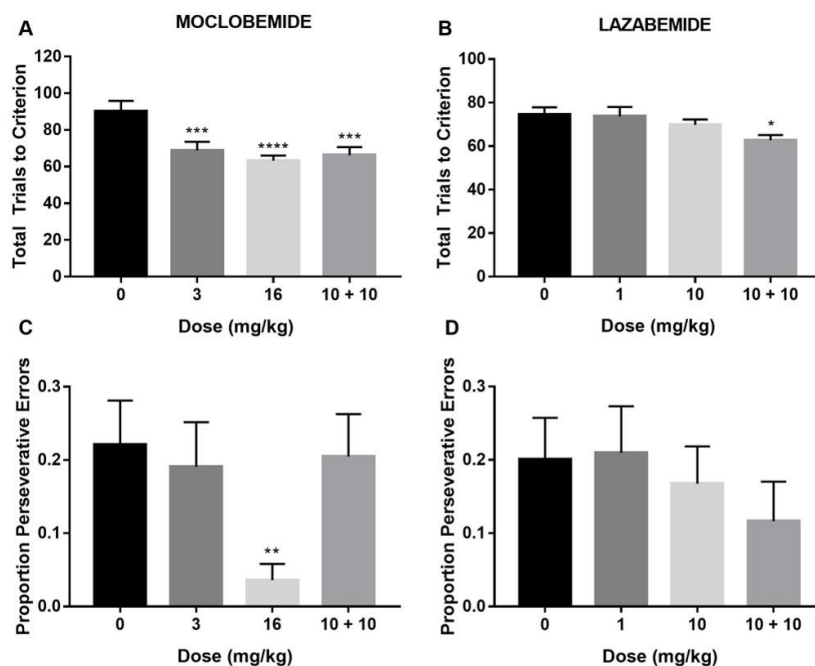 A
MOCLOBEMIDE
Total Trials to Criterion
120
100
80
60
40
20
0
***
****
***
0 3 16 10 + 10
Dose (mg/kg)
B
LAZABEMIDE
Total Trials to Criterion
100
80
60
40
20
0
*
0 1 10 10 + 10
Dose (mg/kg)
C
Proportion Perseverative Errors
0.3
0.2
0.1
0.0
**
0 3 16 10 + 10
Dose (mg/kg)
D
Proportion Perseverative Errors
0.3
0.2
0.1
0.0
0 1 10 10 + 10
Dose (mg/kg)